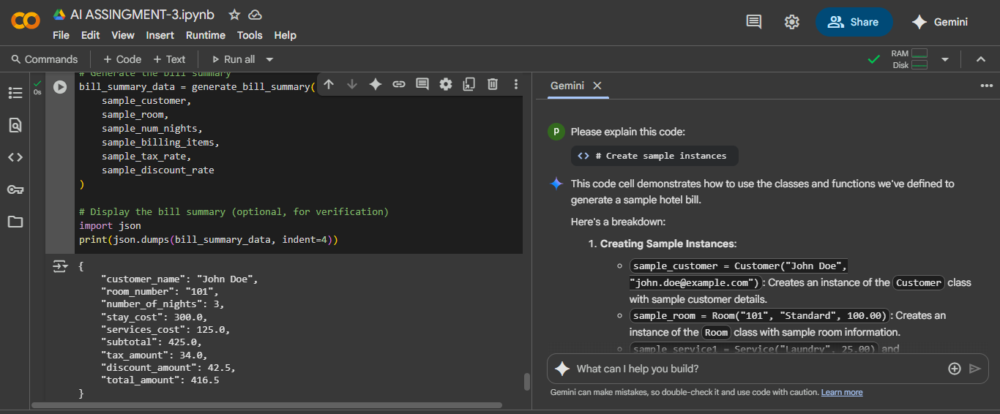 AI ASSINGMENT-3.ipynb
File Edit View Insert Runtime Tools Help
Share
Gemini
Commands + Code + Text Run all
RAM
Disk
0s
# Generate the bill summary
bill_summary_data = generate_bill_summary(
    sample_customer,
    sample_room,
    sample_num_nights,
    sample_billing_items,
    sample_tax_rate,
    sample_discount_rate
)
# Display the bill summary (optional, for verification)
import json
print(json.dumps(bill_summary_data, indent=4))
{
    "customer_name": "John Doe",
    "room_number": "101",
    "number_of_nights": 3,
    "stay_cost": 300.0,
    "services_cost": 125.0,
    "subtotal": 425.0,
    "tax_amount": 34.0,
    "discount_amount": 42.5,
    "total_amount": 416.5
}
Gemini
P
Please explain this code:
<> # Create sample instances
This code cell demonstrates how to use the classes and functions we've defined to
generate a sample hotel bill.
Here's a breakdown:
1. Creating Sample Instances:
sample_customer = Customer("John Doe",
"john.doe@example.com"): Creates an instance of the Customer class
with sample customer details.
sample_room = Room("101", "Standard", 100.00): Creates an
instance of the Room class with sample room information.
sample_service1 = Service("Laundry", 25.00) and
What can I help you build?
Gemini can make mistakes, so double-check it and use code with caution. Learn more